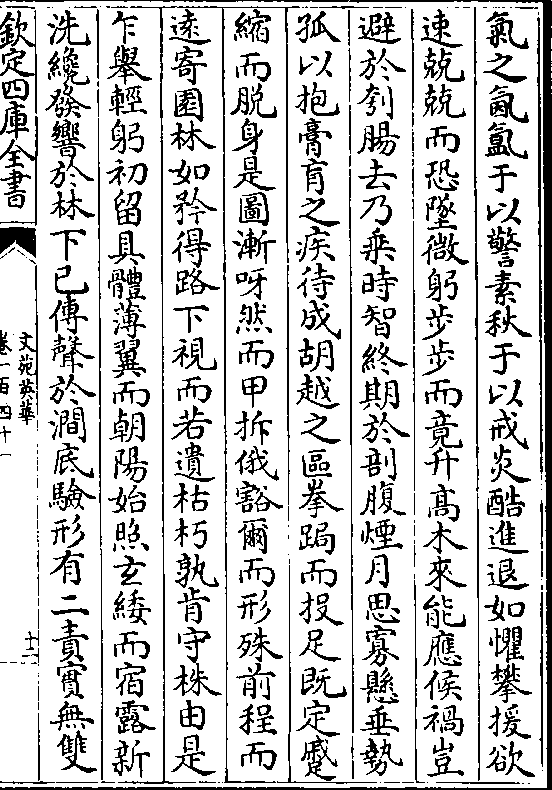 氣之氤氲于以警素秋于以戒炎酷進退如懼攀援欲
速兢兢而恐墜微躬步步而竟升高木來能應候禍豈
避於刳腸去乃乘時智終期於剖腹煙月思寡懸垂勢
孤以抱膏肓之疾待成胡越之區拳跼而投足既定蹙
縮而脱身是圖漸呀然而甲拆俄豁爾而形殊前程而
遠寄園林如矜得路下視而若遺枯朽孰肯守株由是
乍舉輕躬初留具體薄翼而朝陽始照玄緌而宿露新
洗纔發響於林下已傳聲於澗底驗形有二責實無雙
欽定四庫全書
文苑英華
卷一百四十一
十二